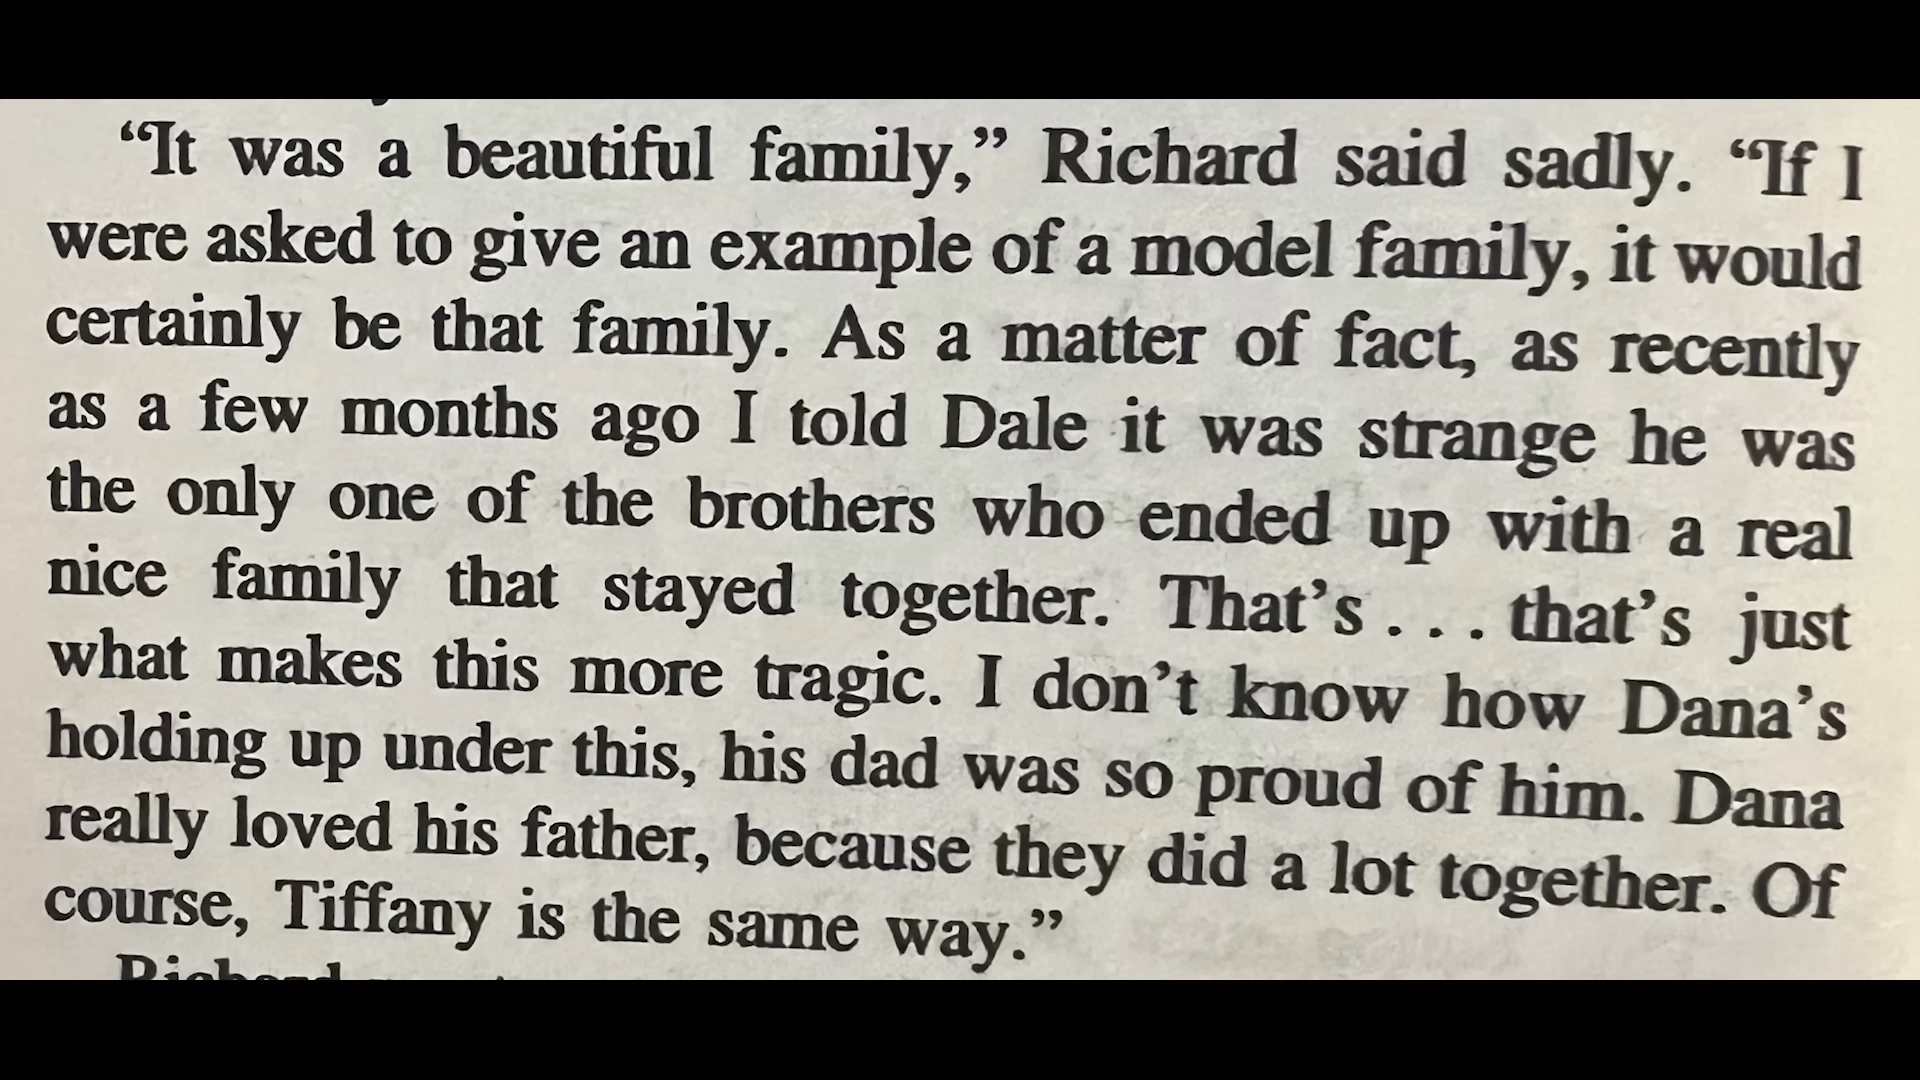 “It was a beautiful family,” Richard said sadly. “If I
were asked to give an example of a model family, it would
certainly be that family. As a matter of fact, as recently
as a few months ago I told Dale it was strange he was
the only one of the brothers who ended up with a real
nice family that stayed together. That’s . . . that’s just
what makes this more tragic. I don’t know how Dana’s
holding up under this, his dad was so proud of him. Dana
really loved his father, because they did a lot together. Of
course, Tiffany is the same way.”
Richard